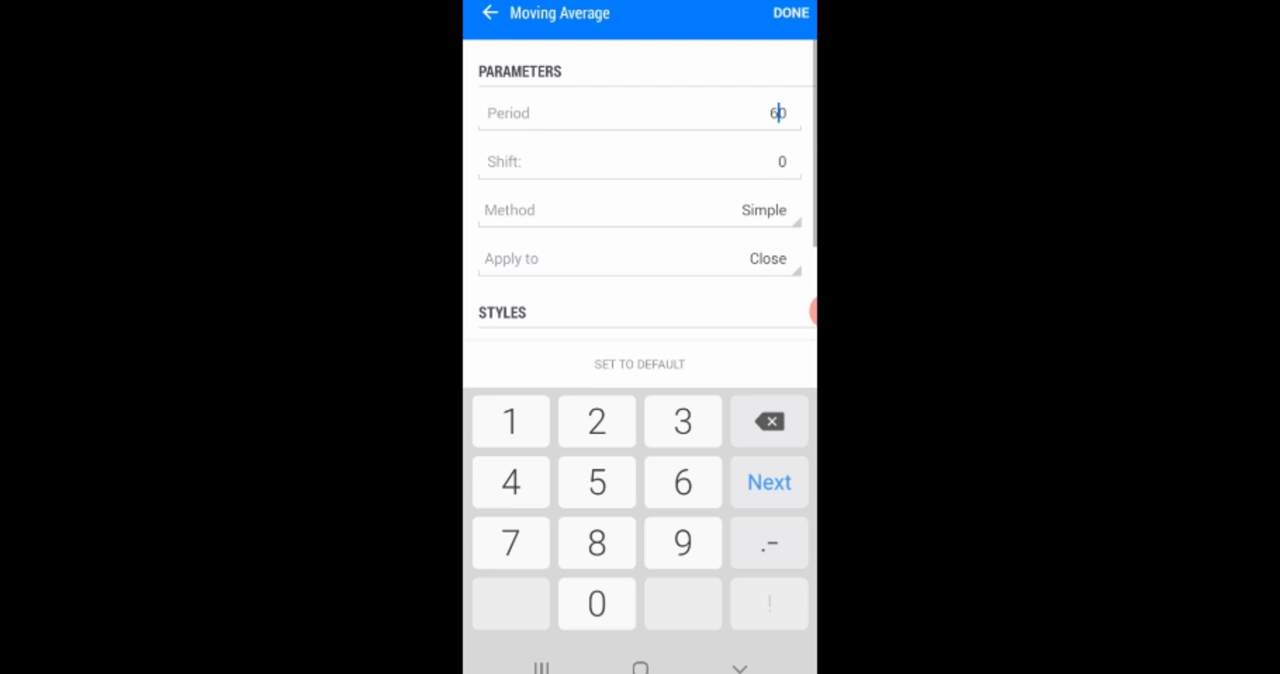 Moving Average DONE
PARAMETERS
Period 60
Shift: 0
Method Simple
Apply to Close
STYLES
SET TO DEFAULT
1 2 3
4 5 6 Next
7 8 9 .-
0 !